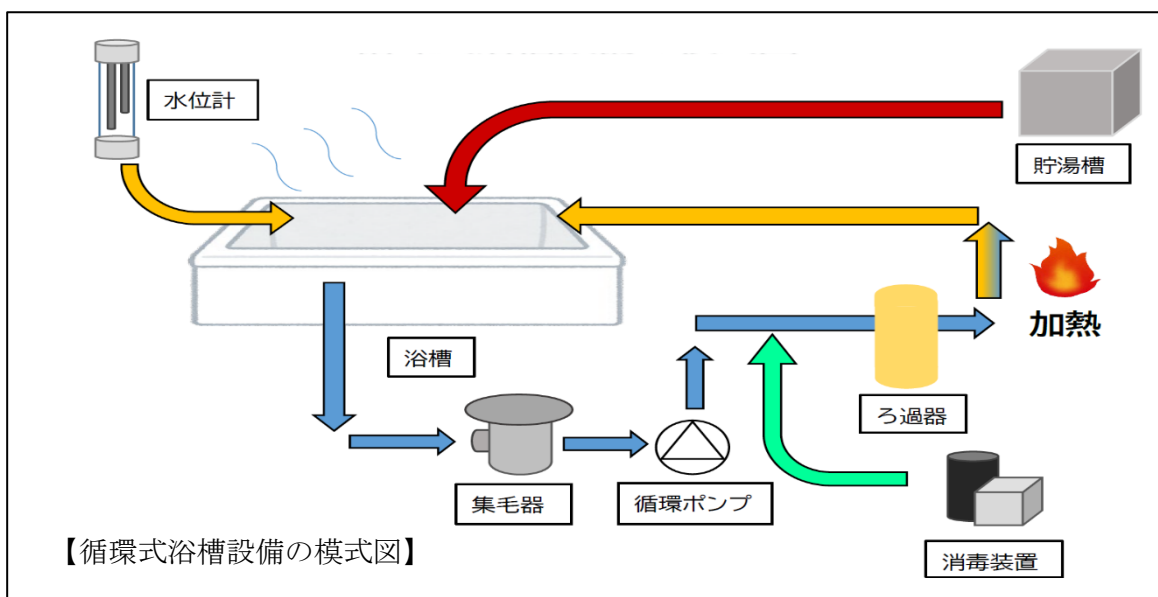 水位計
貯湯槽
加熱
浴槽
ろ過器
集毛器
循環ポンプ
消毒装置
【循環式浴槽設備の模式図】